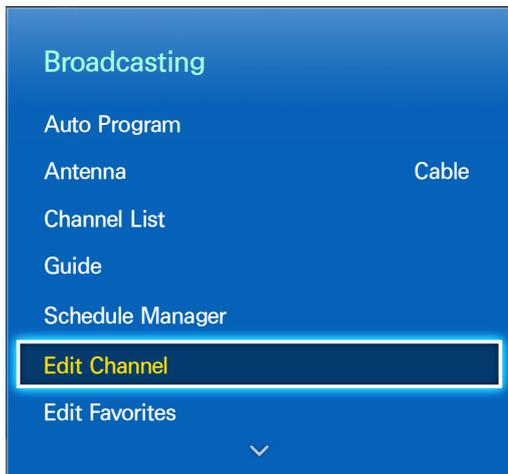 Broadcasting
Auto Program
Antenna Cable
Channel List
Guide
Schedule Manager
Edit Channel
Edit Favorites